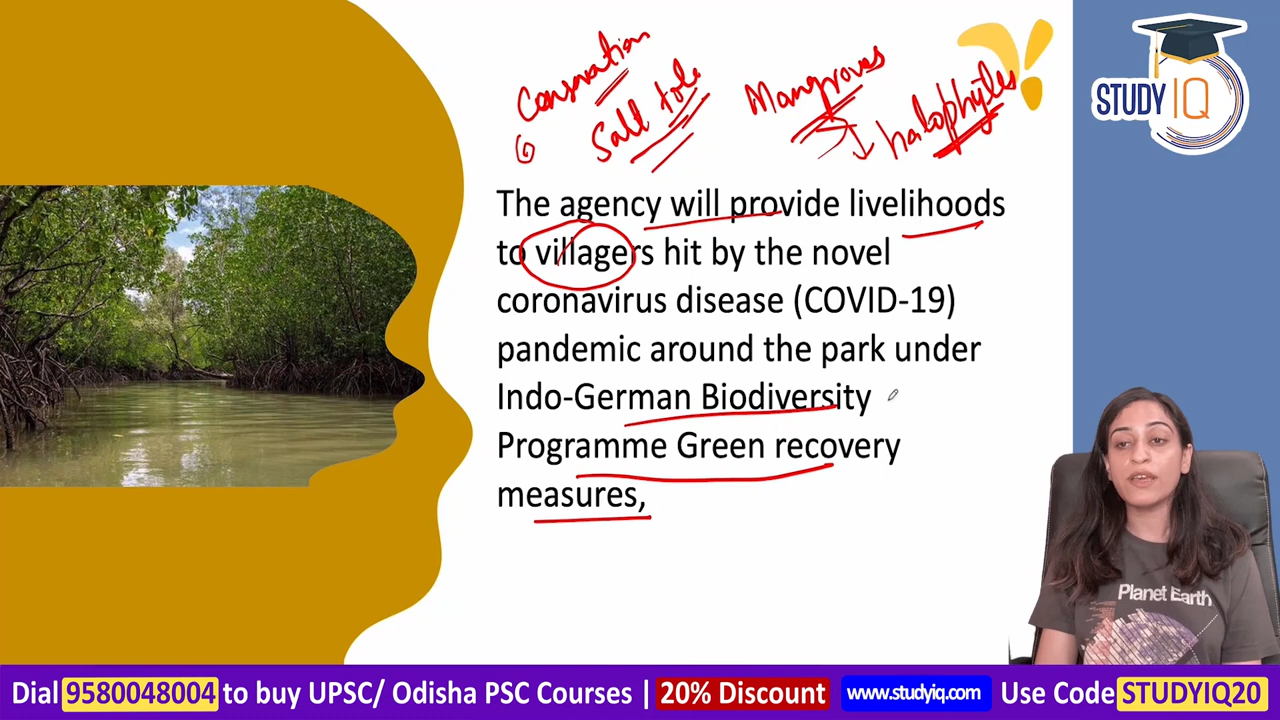 Conservation
Salt tole
Mangroves
halophytes
STUDY IQ
The agency will provide livelihoods
to villagers hit by the novel
coronavirus disease (COVID-19)
pandemic around the park under
Indo-German Biodiversity
Programme Green recovery
measures,
Planet Earth
Dial 9580048004 to buy UPSC/ Odisha PSC Courses | 20% Discount www.studyiq.com Use Code STUDYIQ20